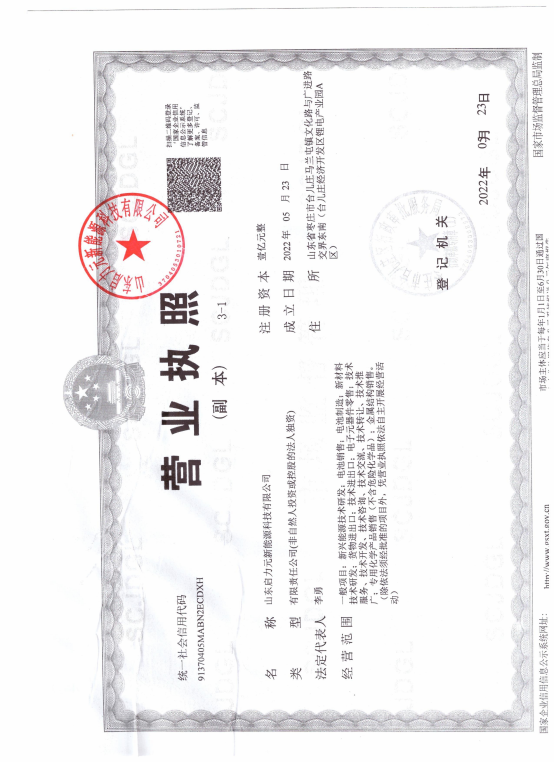 营业执照
(副 本) 3-1
统一社会信用代码
91370405MABN2ECDXH
扫描二维码登录
"国家企业信用
信息公示系统"
了解更多登记、
备案、许可、监
管信息
山东启力元新能源科技有限公司
名 称 山东启力元新能源科技有限公司
类 型 有限责任公司(非自然人投资或控股的法人独资)
法定代表人 李勇
经营范围 一般项目:新兴能源技术研发;电池销售;电池制造;新材料
技术研发;货物进出口;技术进出口;电子元器件零售;技术
服务、技术开发、技术咨询、技术交流、技术转让、技术推
广;专用化学产品销售(不含危险化学品);金属结构销售。
(除依法须经批准的项目外,凭营业执照依法自主开展经营活
动)
注册资本 壹亿元整
成立日期 2022年 05 月 23 日
住 所 山东省枣庄市台儿庄马兰屯镇文化路与广进路
交界东南(台儿庄经济开发区锂电产业园A
区)
登记机关
2022年 05月 23日
国家企业信用信息公示系统网址: http://www.gsxt.gov.cn
市场主体应当于每年1月1日至6月30日通过国
国家市场监督管理总局监制